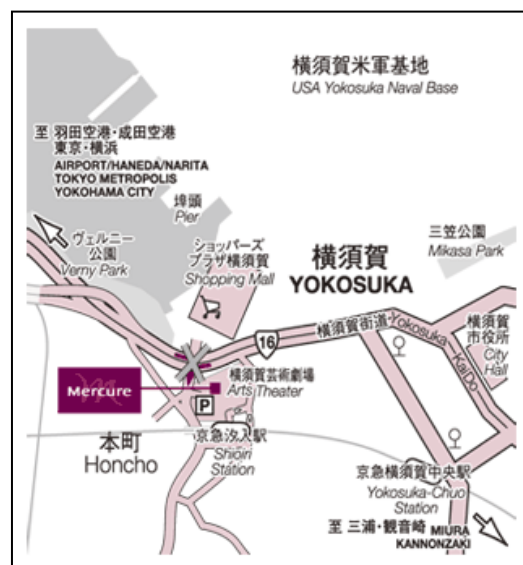 横須賀米軍基地
USA Yokosuka Naval Base
至 羽田空港・成田空港
東京・横浜
AIRPORT/HANEDA/NARITA
TOKYO METROPOLIS
YOKOHAMA CITY
埠頭
Pier
ヴェルニー
公園
Verny Park
ショッパーズ
プラザ横須賀
Shopping Mall
三笠公園
Mikasa Park
横須賀
YOKOSUKA
16
横須賀街道 Yokosuka KaiDo
横須賀
市役所
City
Hall
Mercure
横須賀芸術劇場
Arts Theater
P
本町
Honcho
京急汐入駅
Shioiri
Station
京急横須賀中央駅
Yokosuka-Chuo
Station
至 三浦・観音崎 MIURA
KANNONZAKI